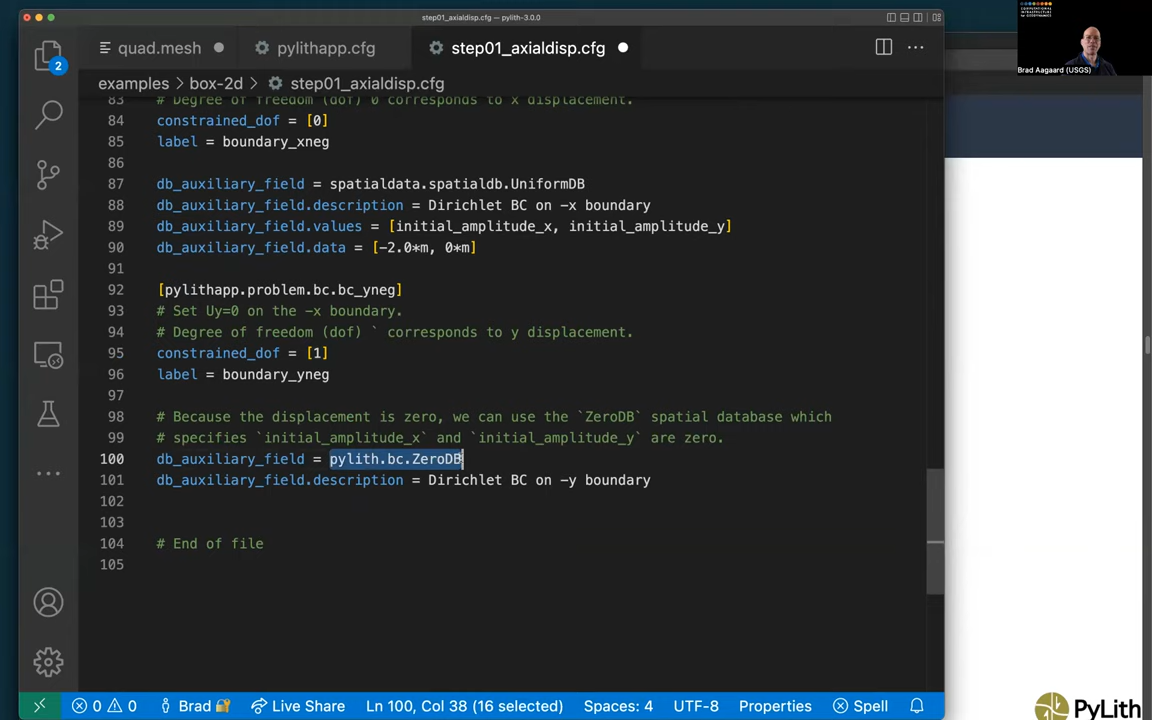 step01_axialdisp.cfg — pylith-3.0.0
COMPUTATIONAL
INFRASTRUCTURE
for GEODYNAMICS
Brad Aagaard (USGS)
quad.mesh
pylithapp.cfg
step01_axialdisp.cfg
examples > box-2d > step01_axialdisp.cfg
2
83 # Degree of freedom (dof) 0 corresponds to x displacement.
84 constrained_dof = [0]
85 label = boundary_xneg
86
87 db_auxiliary_field = spatialdata.spatialdb.UniformDB
88 db_auxiliary_field.description = Dirichlet BC on -x boundary
89 db_auxiliary_field.values = [initial_amplitude_x, initial_amplitude_y]
90 db_auxiliary_field.data = [-2.0*m, 0*m]
91
92 [pylithapp.problem.bc.bc_yneg]
93 # Set Uy=0 on the -x boundary.
94 # Degree of freedom (dof) ` corresponds to y displacement.
95 constrained_dof = [1]
96 label = boundary_yneg
97
98 # Because the displacement is zero, we can use the `ZeroDB` spatial database which
99 # specifies `initial_amplitude_x` and `initial_amplitude_y` are zero.
100 db_auxiliary_field = pylith.bc.ZeroDB
101 db_auxiliary_field.description = Dirichlet BC on -y boundary
102
103
104 # End of file
105
0 0 Brad Live Share Ln 100, Col 38 (16 selected) Spaces: 4 UTF-8 Properties Spell
PyLith